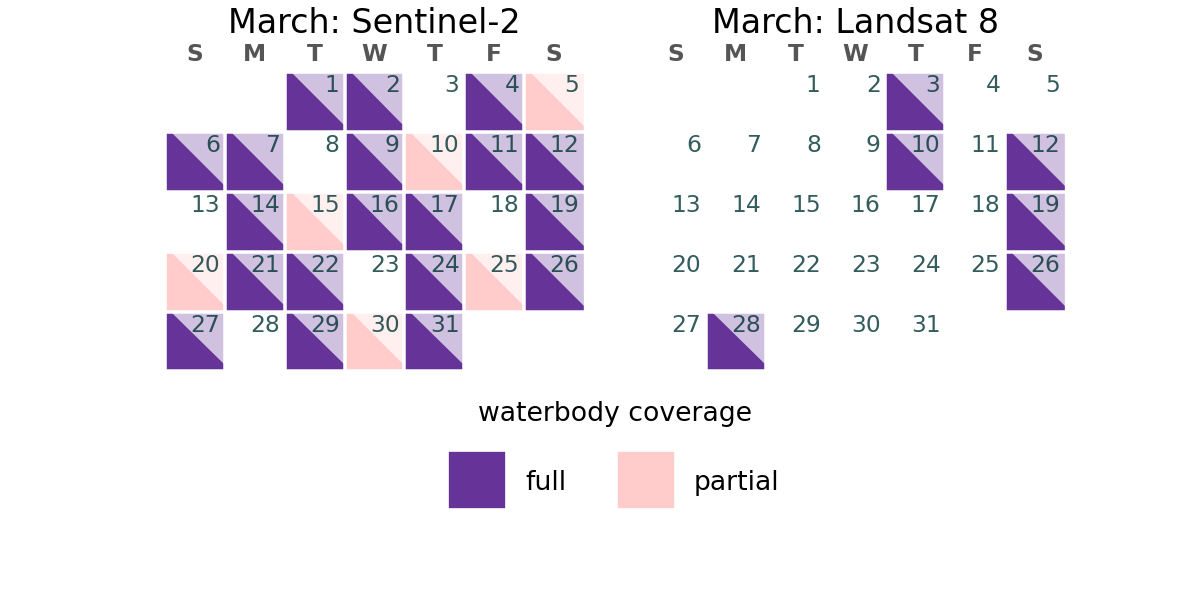 March: Sentinel-2
S M T W T F S
1 2 3 4 5
6 7 8 9 10 11 12
13 14 15 16 17 18 19
20 21 22 23 24 25 26
27 28 29 30 31
March: Landsat 8
S M T W T F S
1 2 3 4 5
6 7 8 9 10 11 12
13 14 15 16 17 18 19
20 21 22 23 24 25 26
27 28 29 30 31
waterbody coverage
full partial